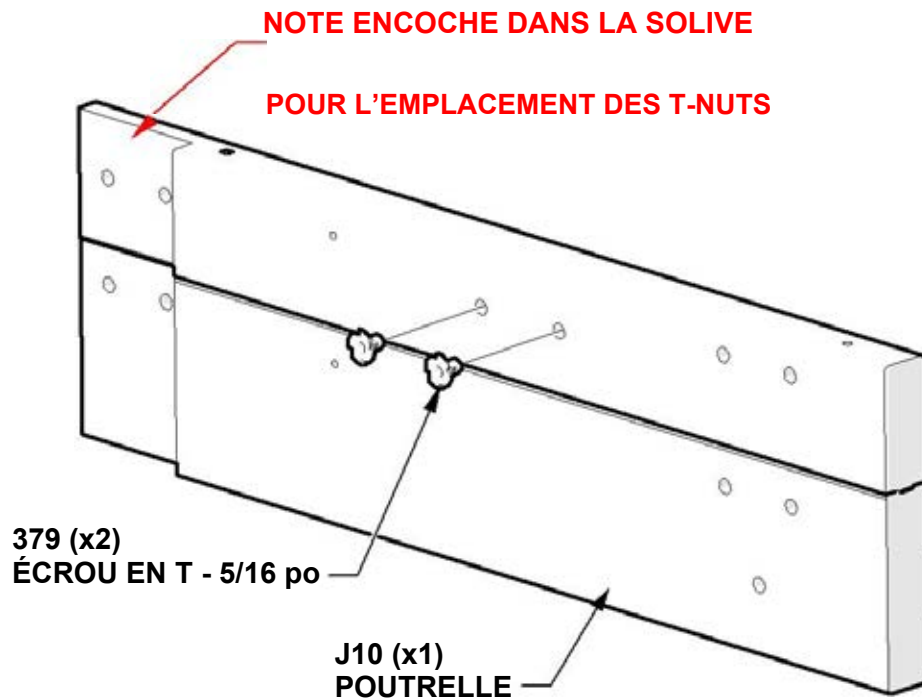 NOTE ENCOCHE DANS LA SOLIVE
POUR L’EMPLACEMENT DES T-NUTS
379 (x2)
ÉCROU EN T - 5/16 po
J10 (x1)
POUTRELLE